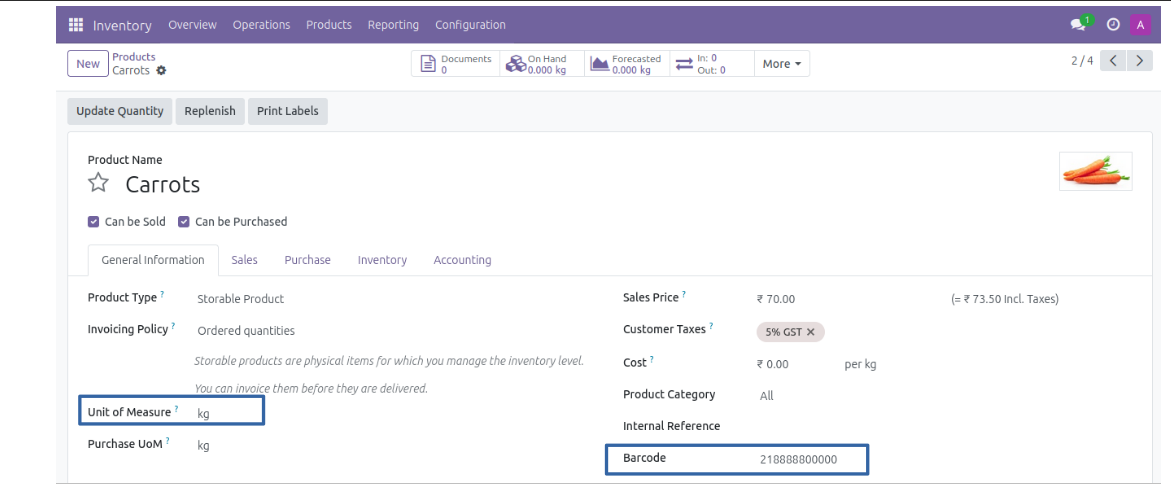 Inventory Overview Operations Products Reporting Configuration 1 A
New Products Documents On Hand Forecasted In: 0 More 2 / 4
Carrots 0 0.000 kg 0.000 kg Out: 0
Update Quantity Replenish Print Labels
Product Name
Carrots
Can be Sold Can be Purchased
General Information Sales Purchase Inventory Accounting
Product Type ? Storable Product Sales Price ? ₹ 70.00 (= ₹ 73.50 Incl. Taxes)
Invoicing Policy ? Ordered quantities Customer Taxes ? 5% GST ×
Storable products are physical items for which you manage the inventory level. Cost ? ₹ 0.00 per kg
You can invoice them before they are delivered. Product Category All
Unit of Measure ? kg Internal Reference
Purchase UoM ? kg Barcode 218888800000